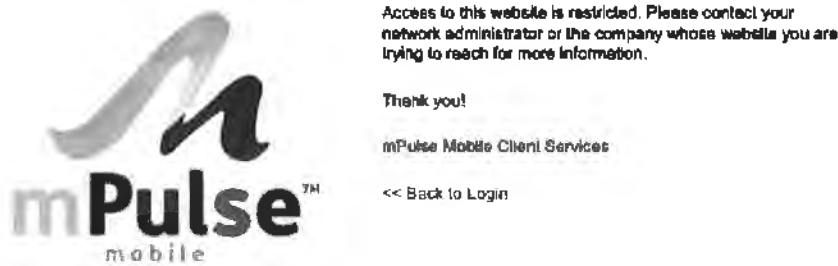 Access to this website is restricted. Please contact your
network administrator or the company whose website you are
trying to reach for more information.
Thank you!
mPulse Mobile Client Services
<< Back to Login
mPulse™
mobile